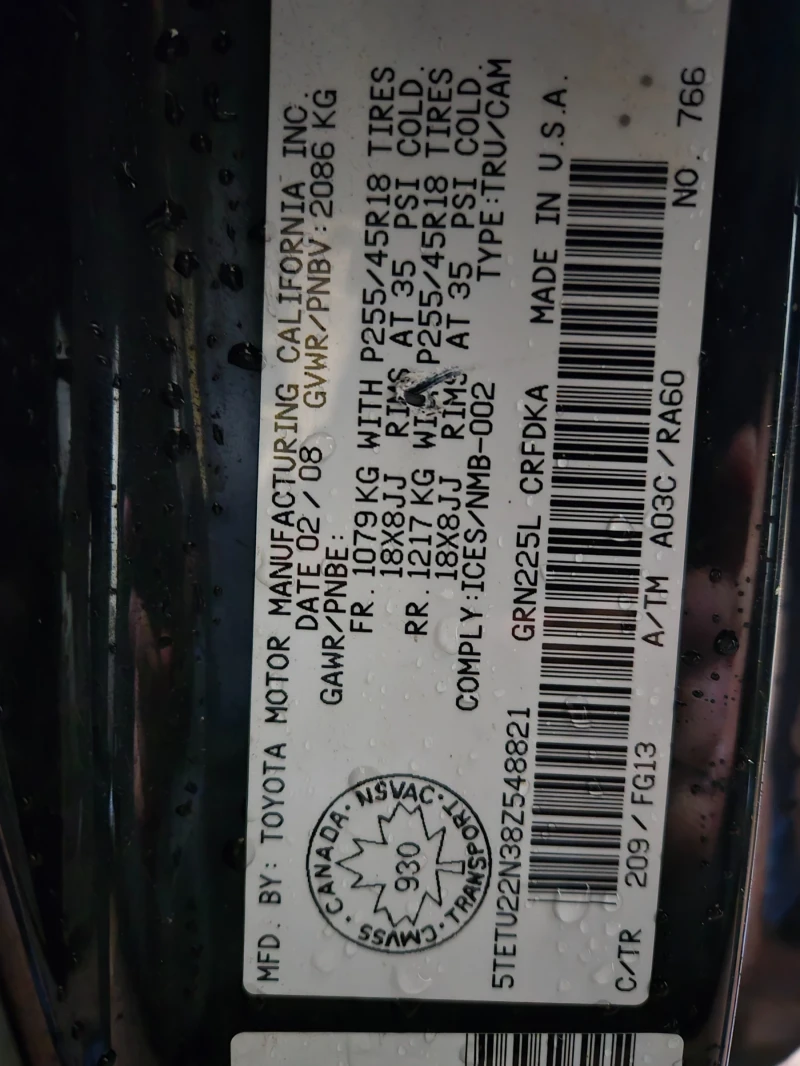 MFD. BY: TOYOTA MOTOR MANUFACTURING CALIFORNIA INC.
DATE 02/08 GVWR/PNBV: 2086 KG
GAWR/PNBE:
FR. 1079 KG WITH P255/45R18 TIRES
18X8JJ RIMS AT 35 PSI COLD.
RR. 1217 KG WITH P255/45R18 TIRES
18X8JJ RIMS AT 35 PSI COLD.
COMPLY:ICES/NMB-002 TYPE:TRU/CAM
CANADA · NSVAC · TRANSPORT · CMVSS ·
930
5TETU22N38Z548821 GRN225L CRFDKA MADE IN U.S.A.
C/TR 209/FG13 A/TM A03C/RA60 NO. 766